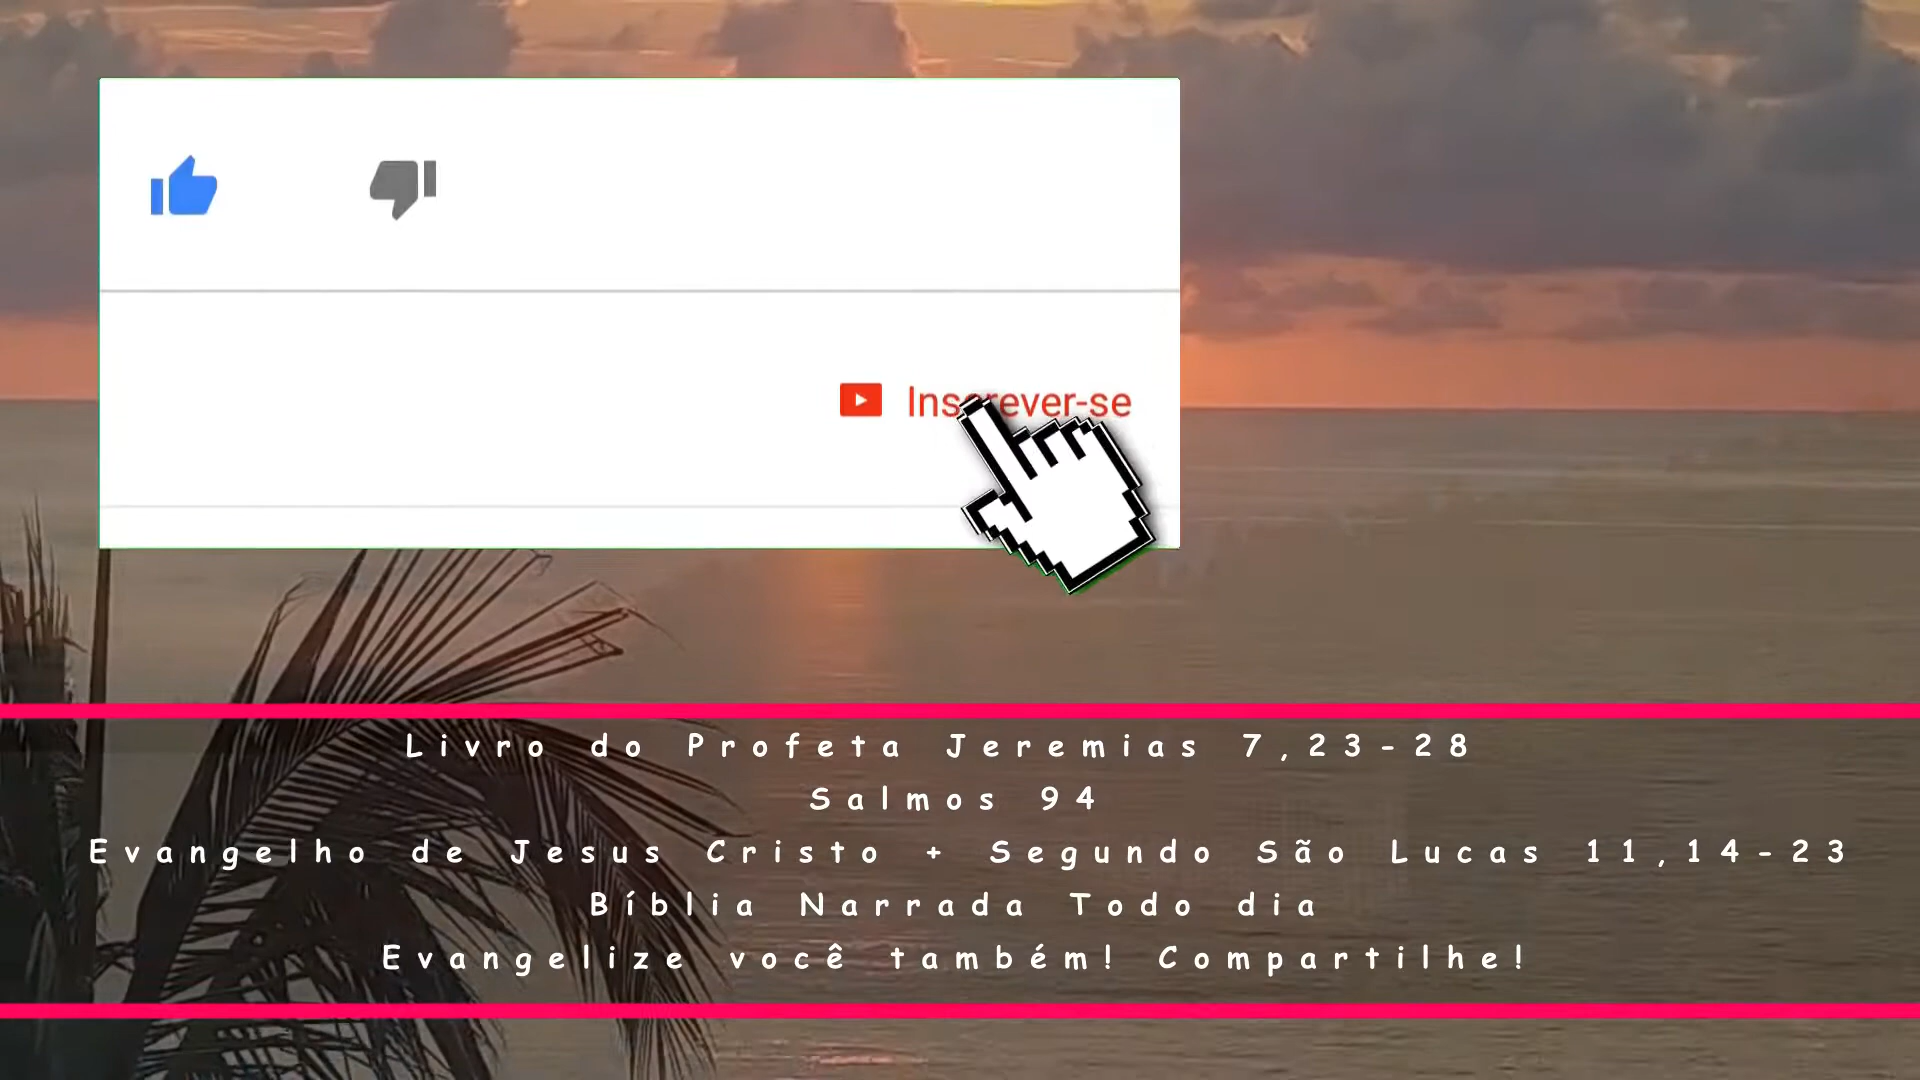 Inscrever-se
Livro do Profeta Jeremias 7,23-28
Salmos 94
Evangelho de Jesus Cristo + Segundo São Lucas 11,14-23
Bíblia Narrada Todo dia
Evangelize você também! Compartilhe!